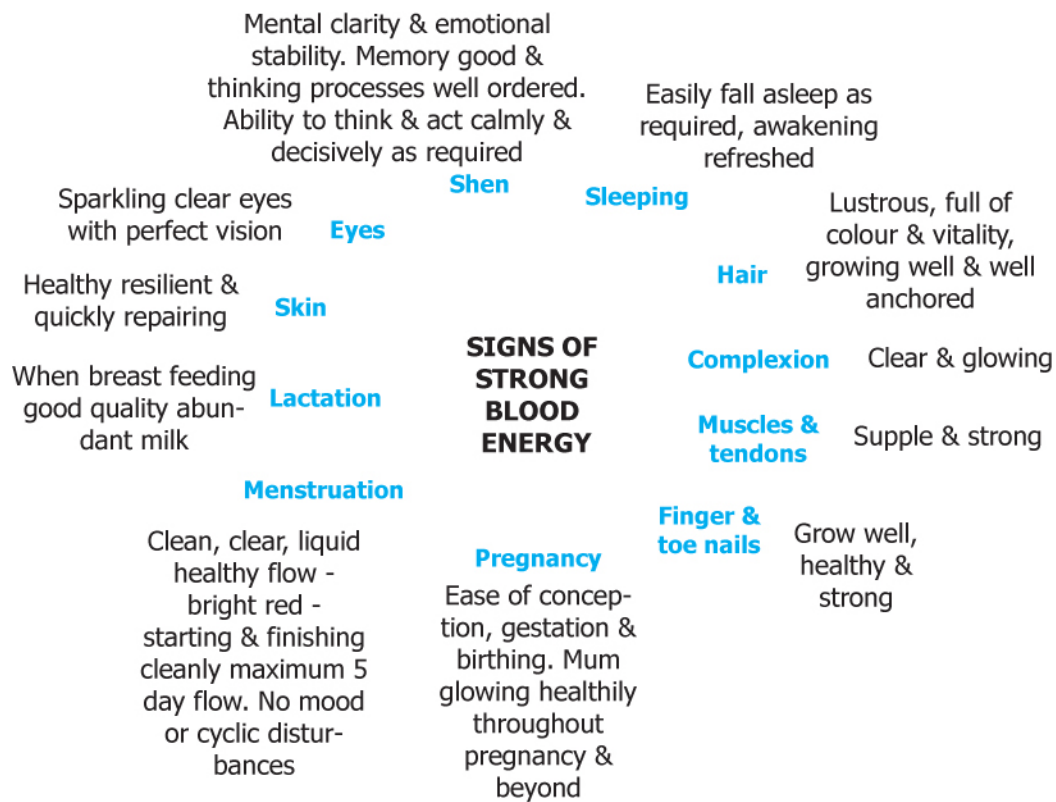 SIGNS OF
STRONG
BLOOD
ENERGY
Shen
Mental clarity & emotional
stability. Memory good &
thinking processes well ordered.
Ability to think & act calmly &
decisively as required
Sleeping
Easily fall asleep as
required, awakening
refreshed
Hair
Lustrous, full of
colour & vitality,
growing well & well
anchored
Complexion
Clear & glowing
Muscles &
tendons
Supple & strong
Finger &
toe nails
Grow well,
healthy &
strong
Pregnancy
Ease of concep-
tion, gestation &
birthing. Mum
glowing healthily
throughout
pregnancy &
beyond
Menstruation
Clean, clear, liquid
healthy flow -
bright red -
starting & finishing
cleanly maximum 5
day flow. No mood
or cyclic distur-
bances
Lactation
When breast feeding
good quality abun-
dant milk
Skin
Healthy resilient &
quickly repairing
Eyes
Sparkling clear eyes
with perfect vision